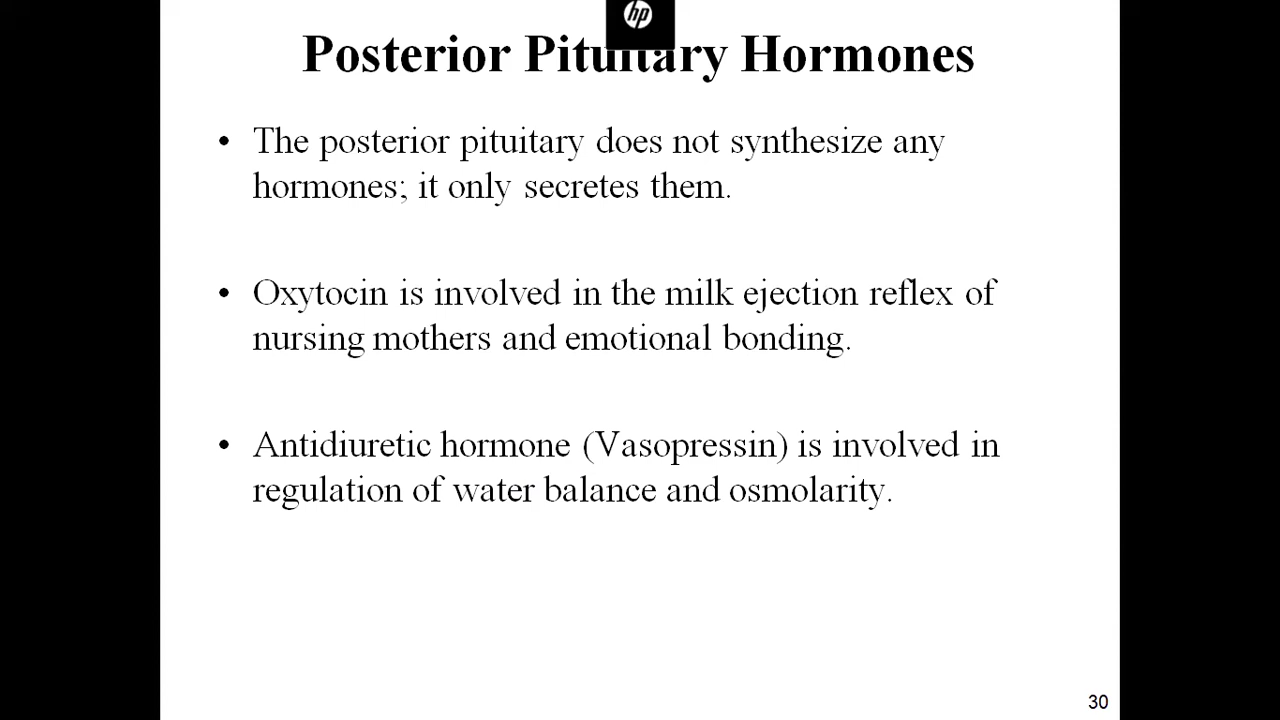 hp
Posterior Pituitary Hormones
• The posterior pituitary does not synthesize any
hormones; it only secretes them.
• Oxytocin is involved in the milk ejection reflex of
nursing mothers and emotional bonding.
• Antidiuretic hormone (Vasopressin) is involved in
regulation of water balance and osmolarity.
30